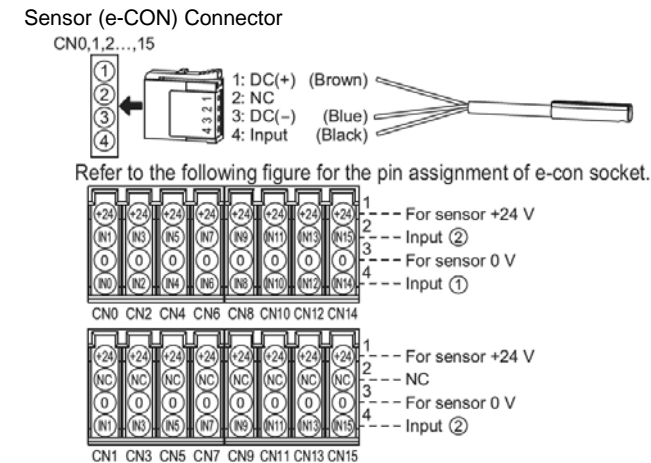 Sensor (e-CON) Connector
CN0,1,2...,15
① 1: DC(+) (Brown)
② 2: NC
③ 3: DC(−) (Blue)
④ 4: Input (Black)
4 3 2 1
Refer to the following figure for the pin assignment of e-con socket.
+24 +24 +24 +24 +24 +24 +24 +24 1 For sensor +24 V
IN1 IN3 IN5 IN7 IN9 IN11 IN13 IN15 2 Input ②
0 0 0 0 0 0 0 0 3 For sensor 0 V
IN0 IN2 IN4 IN6 IN8 IN10 IN12 IN14 4 Input ①
CN0 CN2 CN4 CN6 CN8 CN10 CN12 CN14
+24 +24 +24 +24 +24 +24 +24 +24 1 For sensor +24 V
NC NC NC NC NC NC NC NC 2 NC
0 0 0 0 0 0 0 0 3 For sensor 0 V
IN1 IN3 IN5 IN7 IN9 IN11 IN13 IN15 4 Input ②
CN1 CN3 CN5 CN7 CN9 CN11 CN13 CN15